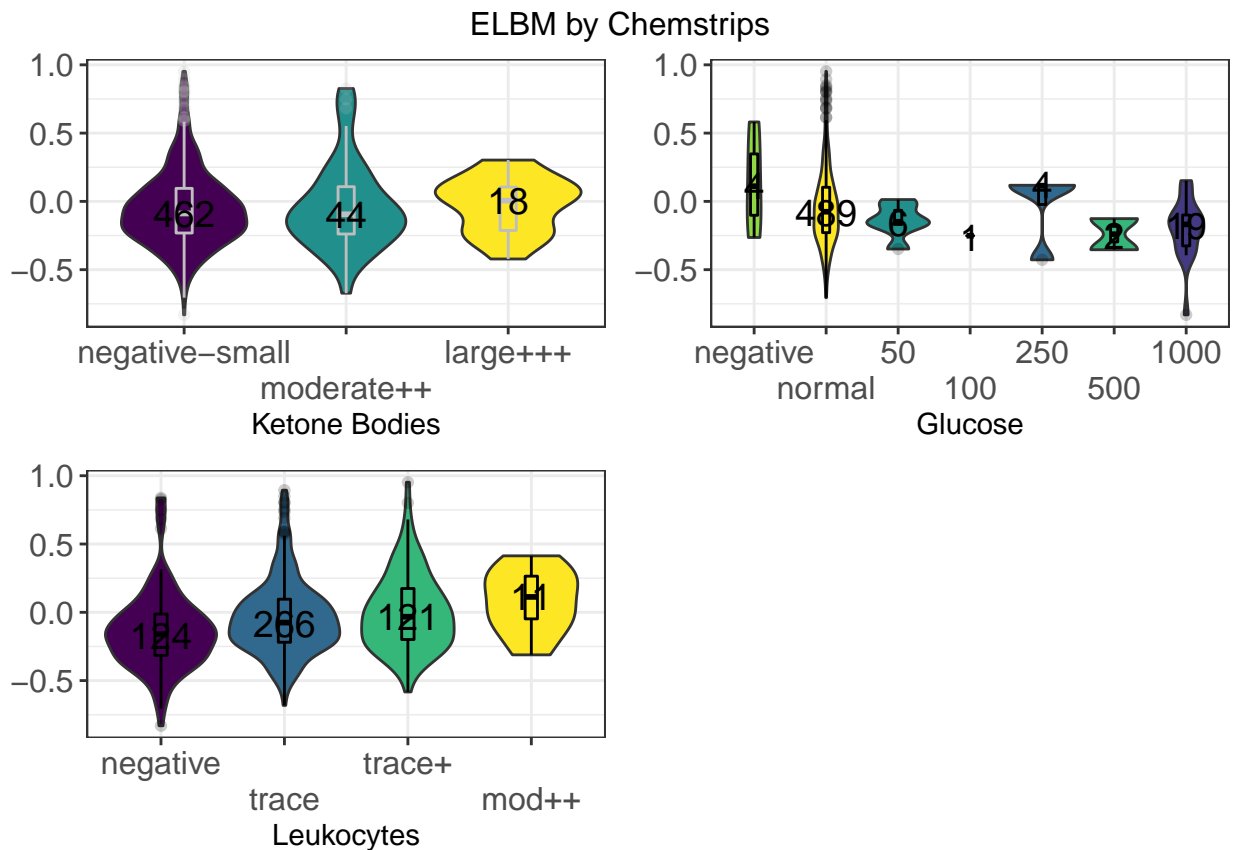 ELBM by Chemstrips
1.0
0.5
0.0
−0.5
462
44
18
negative−small
moderate++
large+++
Ketone Bodies
1.0
0.5
0.0
−0.5
4
489
1
4
2
19
negative
normal
50
100
250
500
1000
Glucose
1.0
0.5
0.0
−0.5
124
266
121
11
negative
trace
trace+
mod++
Leukocytes